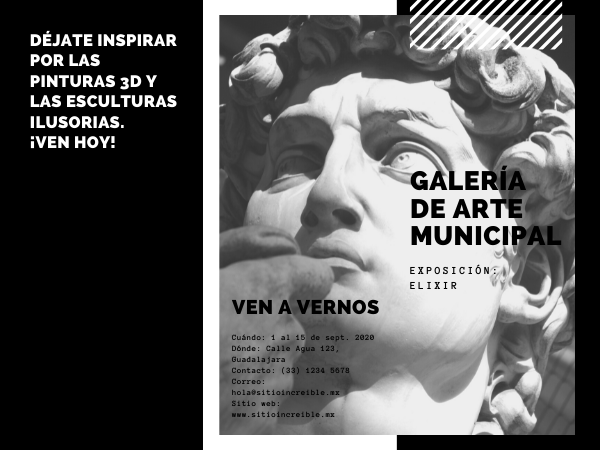 DÉJATE INSPIRAR
POR LAS
PINTURAS 3D Y
LAS ESCULTURAS
ILUSORIAS.
¡VEN HOY!
GALERÍA
DE ARTE
MUNICIPAL
EXPOSICIÓN:
ELIXIR
VEN A VERNOS
Cuándo: 1 al 15 de sept. 2020
Dónde: Calle Agua 123,
Guadalajara
Contacto: (33) 1234 5678
Correo:
hola@sitioincreible.mx
Sitio web:
www.sitioincreible.mx